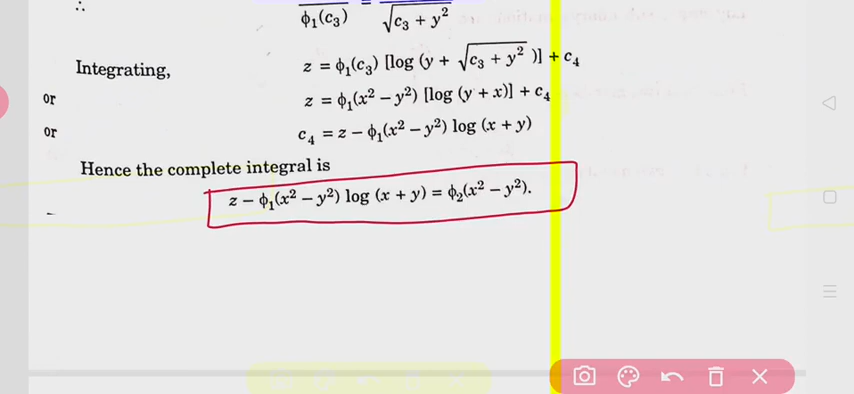 ∴ ϕ₁(c₃) = √(c₃ + y²)
Integrating, z = ϕ₁(c₃) [log (y + √(c₃ + y²) )] + c₄
or z = ϕ₁(x² – y²) [log (y + x)] + c₄
or c₄ = z – ϕ₁(x² – y²) log (x + y)
Hence the complete integral is
z – ϕ₁(x² – y²) log (x + y) = ϕ₂(x² – y²).